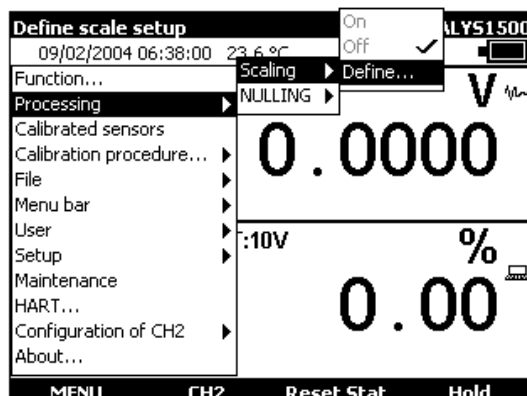 Define scale setup
ALYS1500
09/02/2004 06:38:00 23.6 °C
On
Off
Define...
Scaling
NULLING
Function...
Processing
Calibrated sensors
Calibration procedure...
File
Menu bar
User
Setup
Maintenance
HART...
Configuration of CH2
About...
V
0.0000
:10V
%
0.00
MENU CH2 Reset Stat Hold